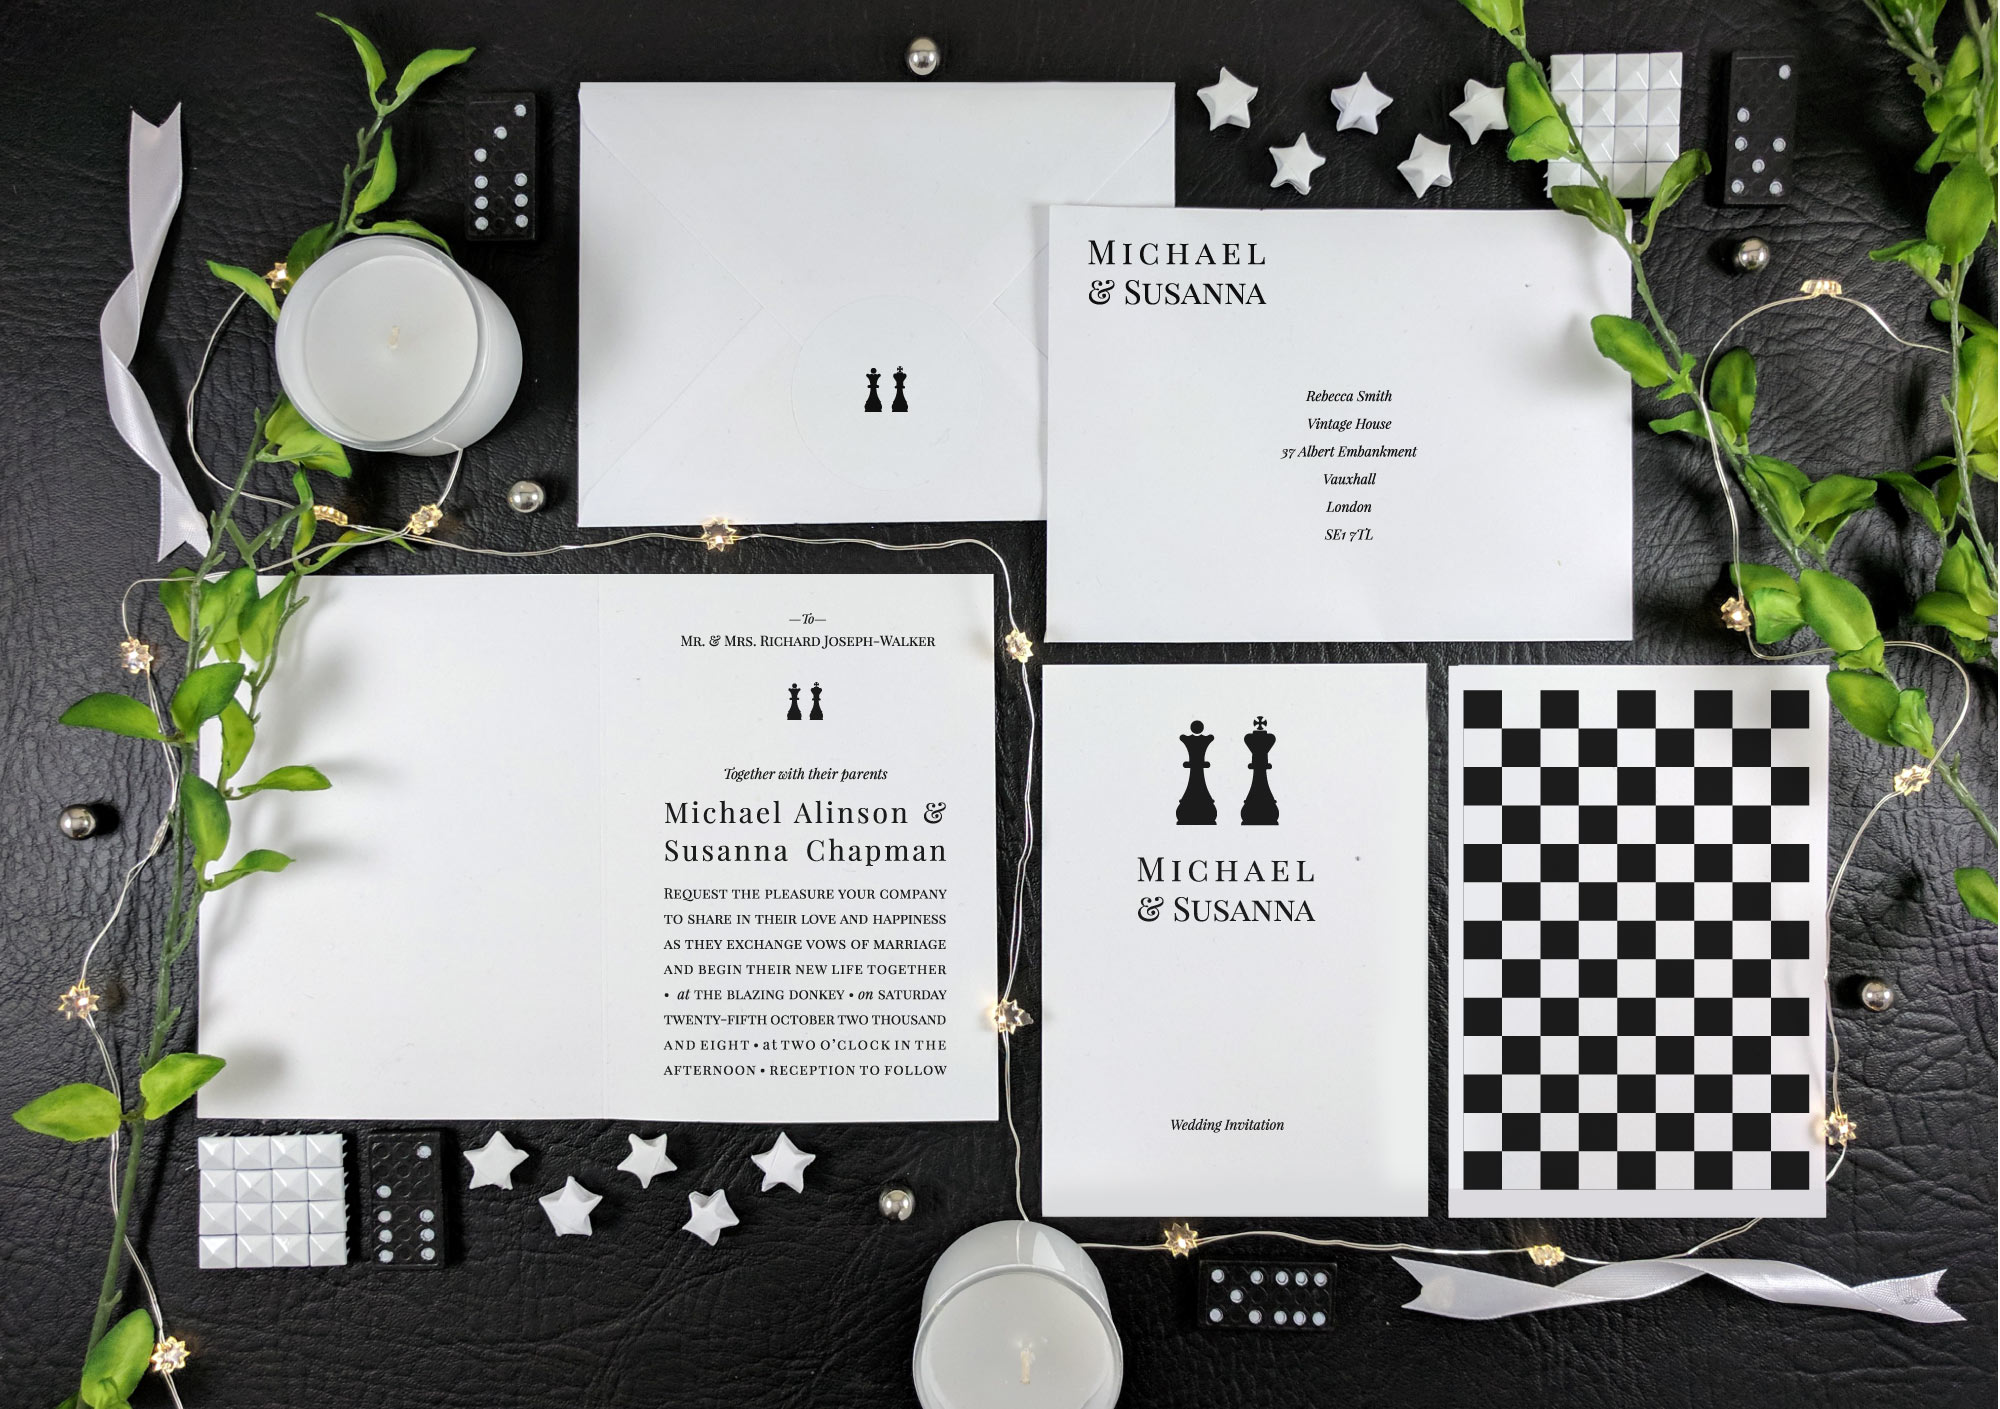 MICHAEL
& SUSANNA
Rebecca Smith
Vintage House
37 Albert Embankment
Vauxhall
London
SE1 7TL
—To—
MR. & MRS. RICHARD JOSEPH-WALKER
Together with their parents
Michael Alinson &
Susanna Chapman
REQUEST THE PLEASURE YOUR COMPANY
TO SHARE IN THEIR LOVE AND HAPPINESS
AS THEY EXCHANGE VOWS OF MARRIAGE
AND BEGIN THEIR NEW LIFE TOGETHER
• at THE BLAZING DONKEY • on SATURDAY
TWENTY-FIFTH OCTOBER TWO THOUSAND
AND EIGHT • at TWO O'CLOCK IN THE
AFTERNOON • RECEPTION TO FOLLOW
MICHAEL
& SUSANNA
Wedding Invitation